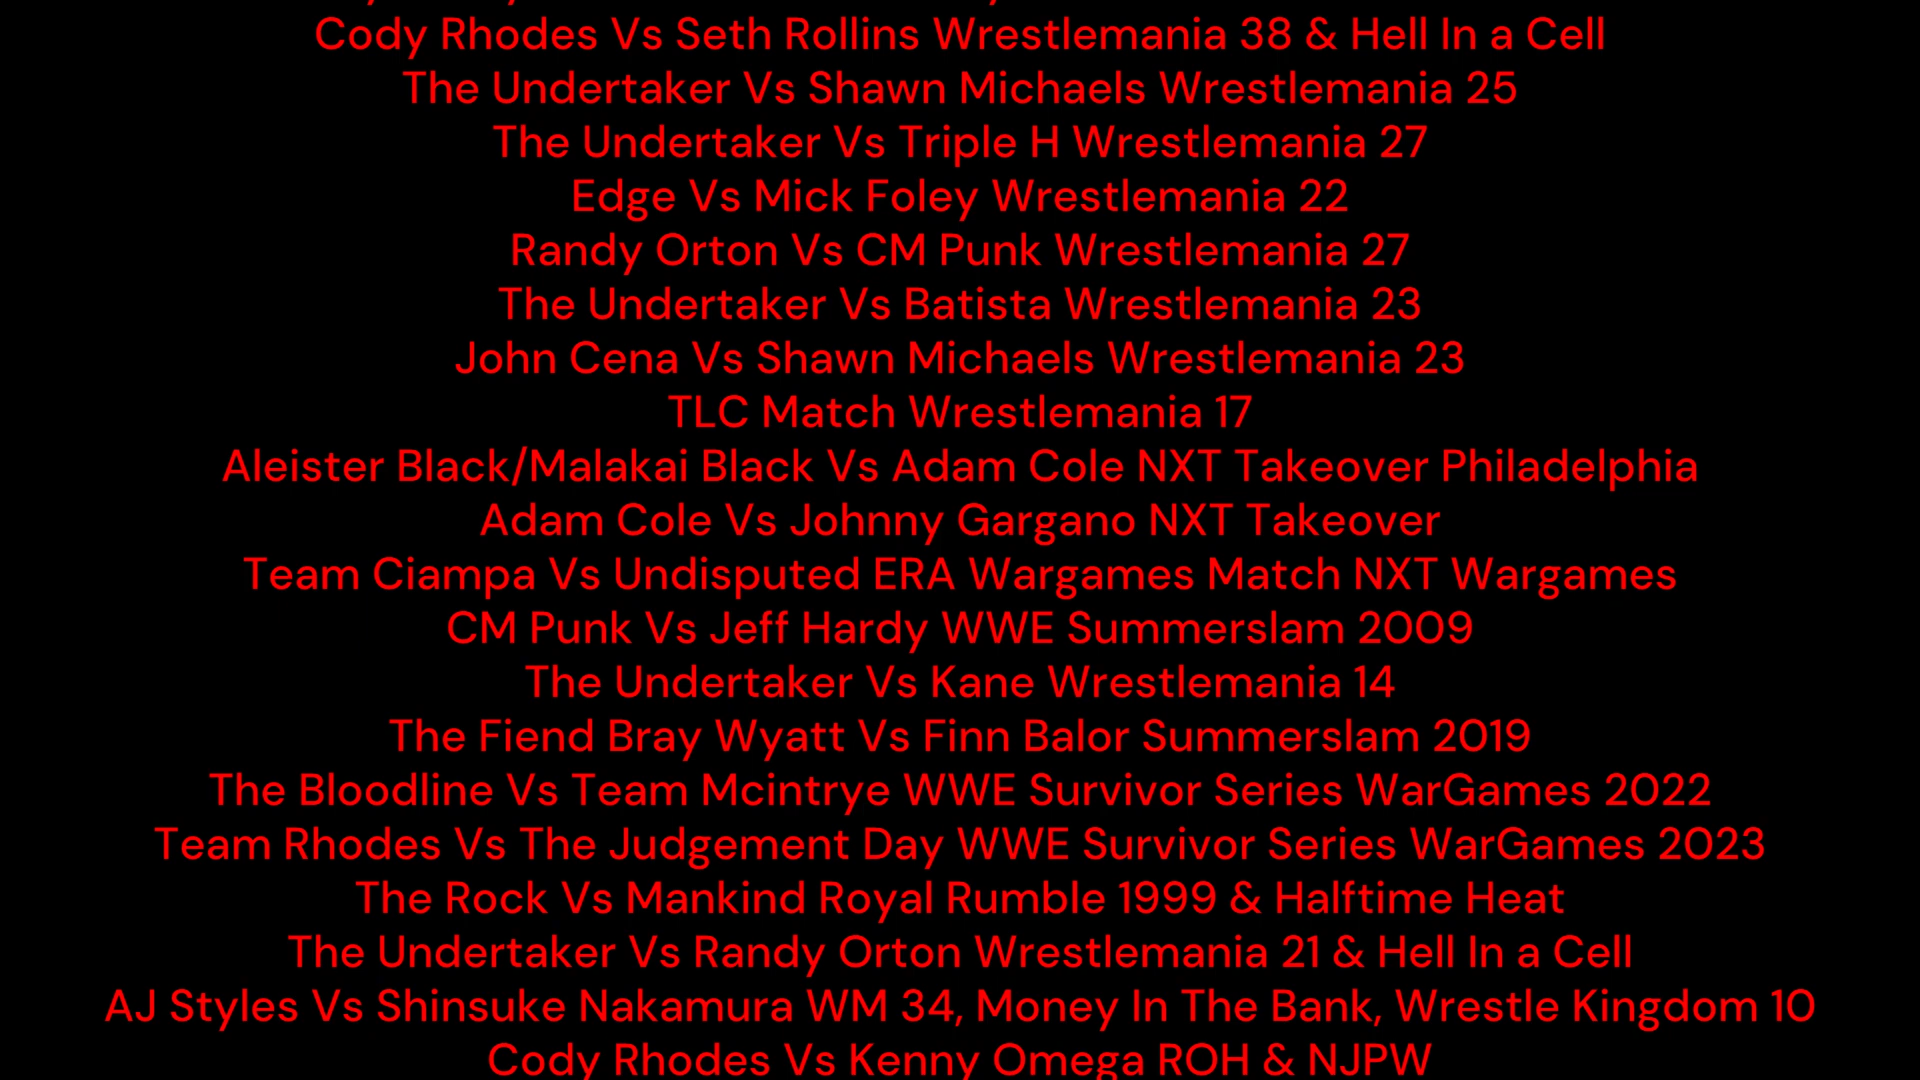 Cody Rhodes Vs Seth Rollins Wrestlemania 38 & Hell In a Cell
The Undertaker Vs Shawn Michaels Wrestlemania 25
The Undertaker Vs Triple H Wrestlemania 27
Edge Vs Mick Foley Wrestlemania 22
Randy Orton Vs CM Punk Wrestlemania 27
The Undertaker Vs Batista Wrestlemania 23
John Cena Vs Shawn Michaels Wrestlemania 23
TLC Match Wrestlemania 17
Aleister Black/Malakai Black Vs Adam Cole NXT Takeover Philadelphia
Adam Cole Vs Johnny Gargano NXT Takeover
Team Ciampa Vs Undisputed ERA Wargames Match NXT Wargames
CM Punk Vs Jeff Hardy WWE Summerslam 2009
The Undertaker Vs Kane Wrestlemania 14
The Fiend Bray Wyatt Vs Finn Balor Summerslam 2019
The Bloodline Vs Team Mcintrye WWE Survivor Series WarGames 2022
Team Rhodes Vs The Judgement Day WWE Survivor Series WarGames 2023
The Rock Vs Mankind Royal Rumble 1999 & Halftime Heat
The Undertaker Vs Randy Orton Wrestlemania 21 & Hell In a Cell
AJ Styles Vs Shinsuke Nakamura WM 34, Money In The Bank, Wrestle Kingdom 10
Cody Rhodes Vs Kenny Omega ROH & NJPW